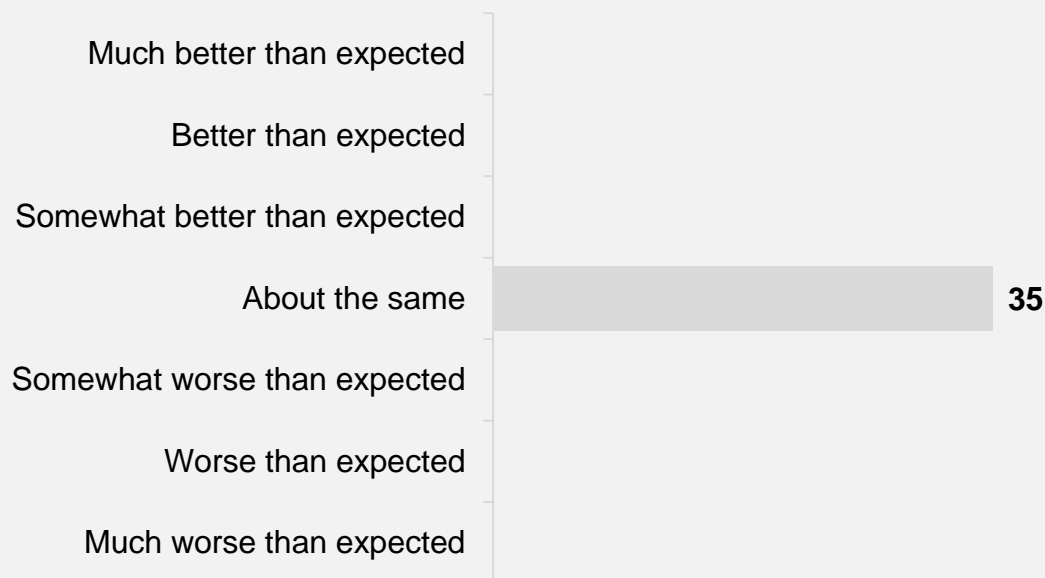 Much better than expected
Better than expected
Somewhat better than expected
About the same 35
Somewhat worse than expected
Worse than expected
Much worse than expected